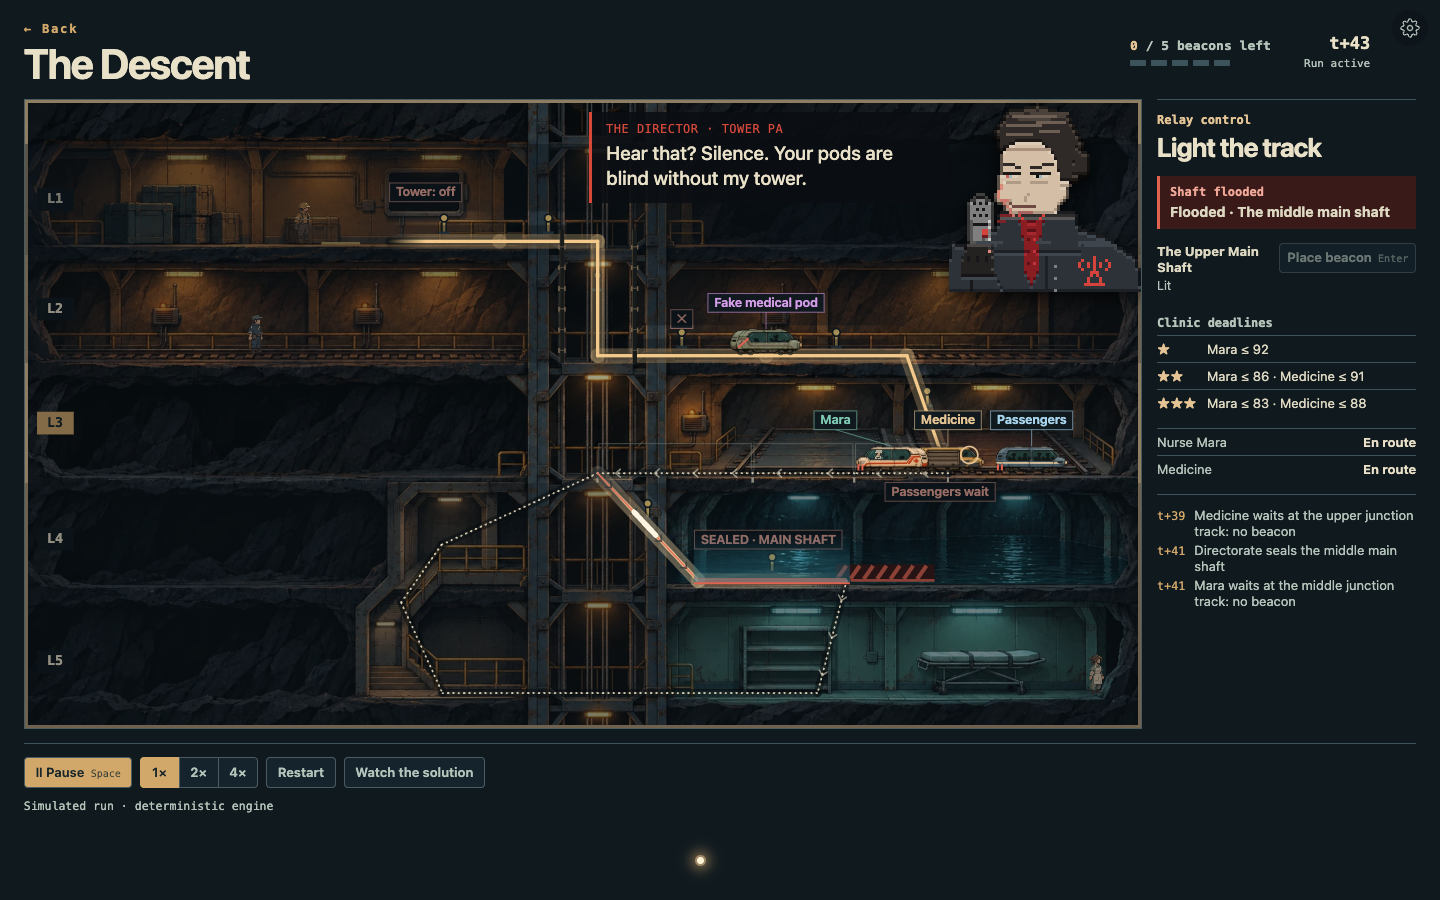 ← Back
The Descent
0 / 5 beacons left
t+43
Run active
THE DIRECTOR · TOWER PA
Hear that? Silence. Your pods are
blind without my tower.
L1
Tower: off
L2
Fake medical pod
L3
Mara
Medicine
Passengers
Passengers wait
L4
SEALED · MAIN SHAFT
L5
Relay control
Light the track
Shaft flooded
Flooded · The middle main shaft
The Upper Main
Shaft
Lit
Place beacon Enter
Clinic deadlines
★ Mara ≤ 92
★★ Mara ≤ 86 · Medicine ≤ 91
★★★ Mara ≤ 83 · Medicine ≤ 88
Nurse Mara En route
Medicine En route
t+39 Medicine waits at the upper junction
track: no beacon
t+41 Directorate seals the middle main
shaft
t+41 Mara waits at the middle junction
track: no beacon
II Pause Space
1×
2×
4×
Restart
Watch the solution
Simulated run · deterministic engine